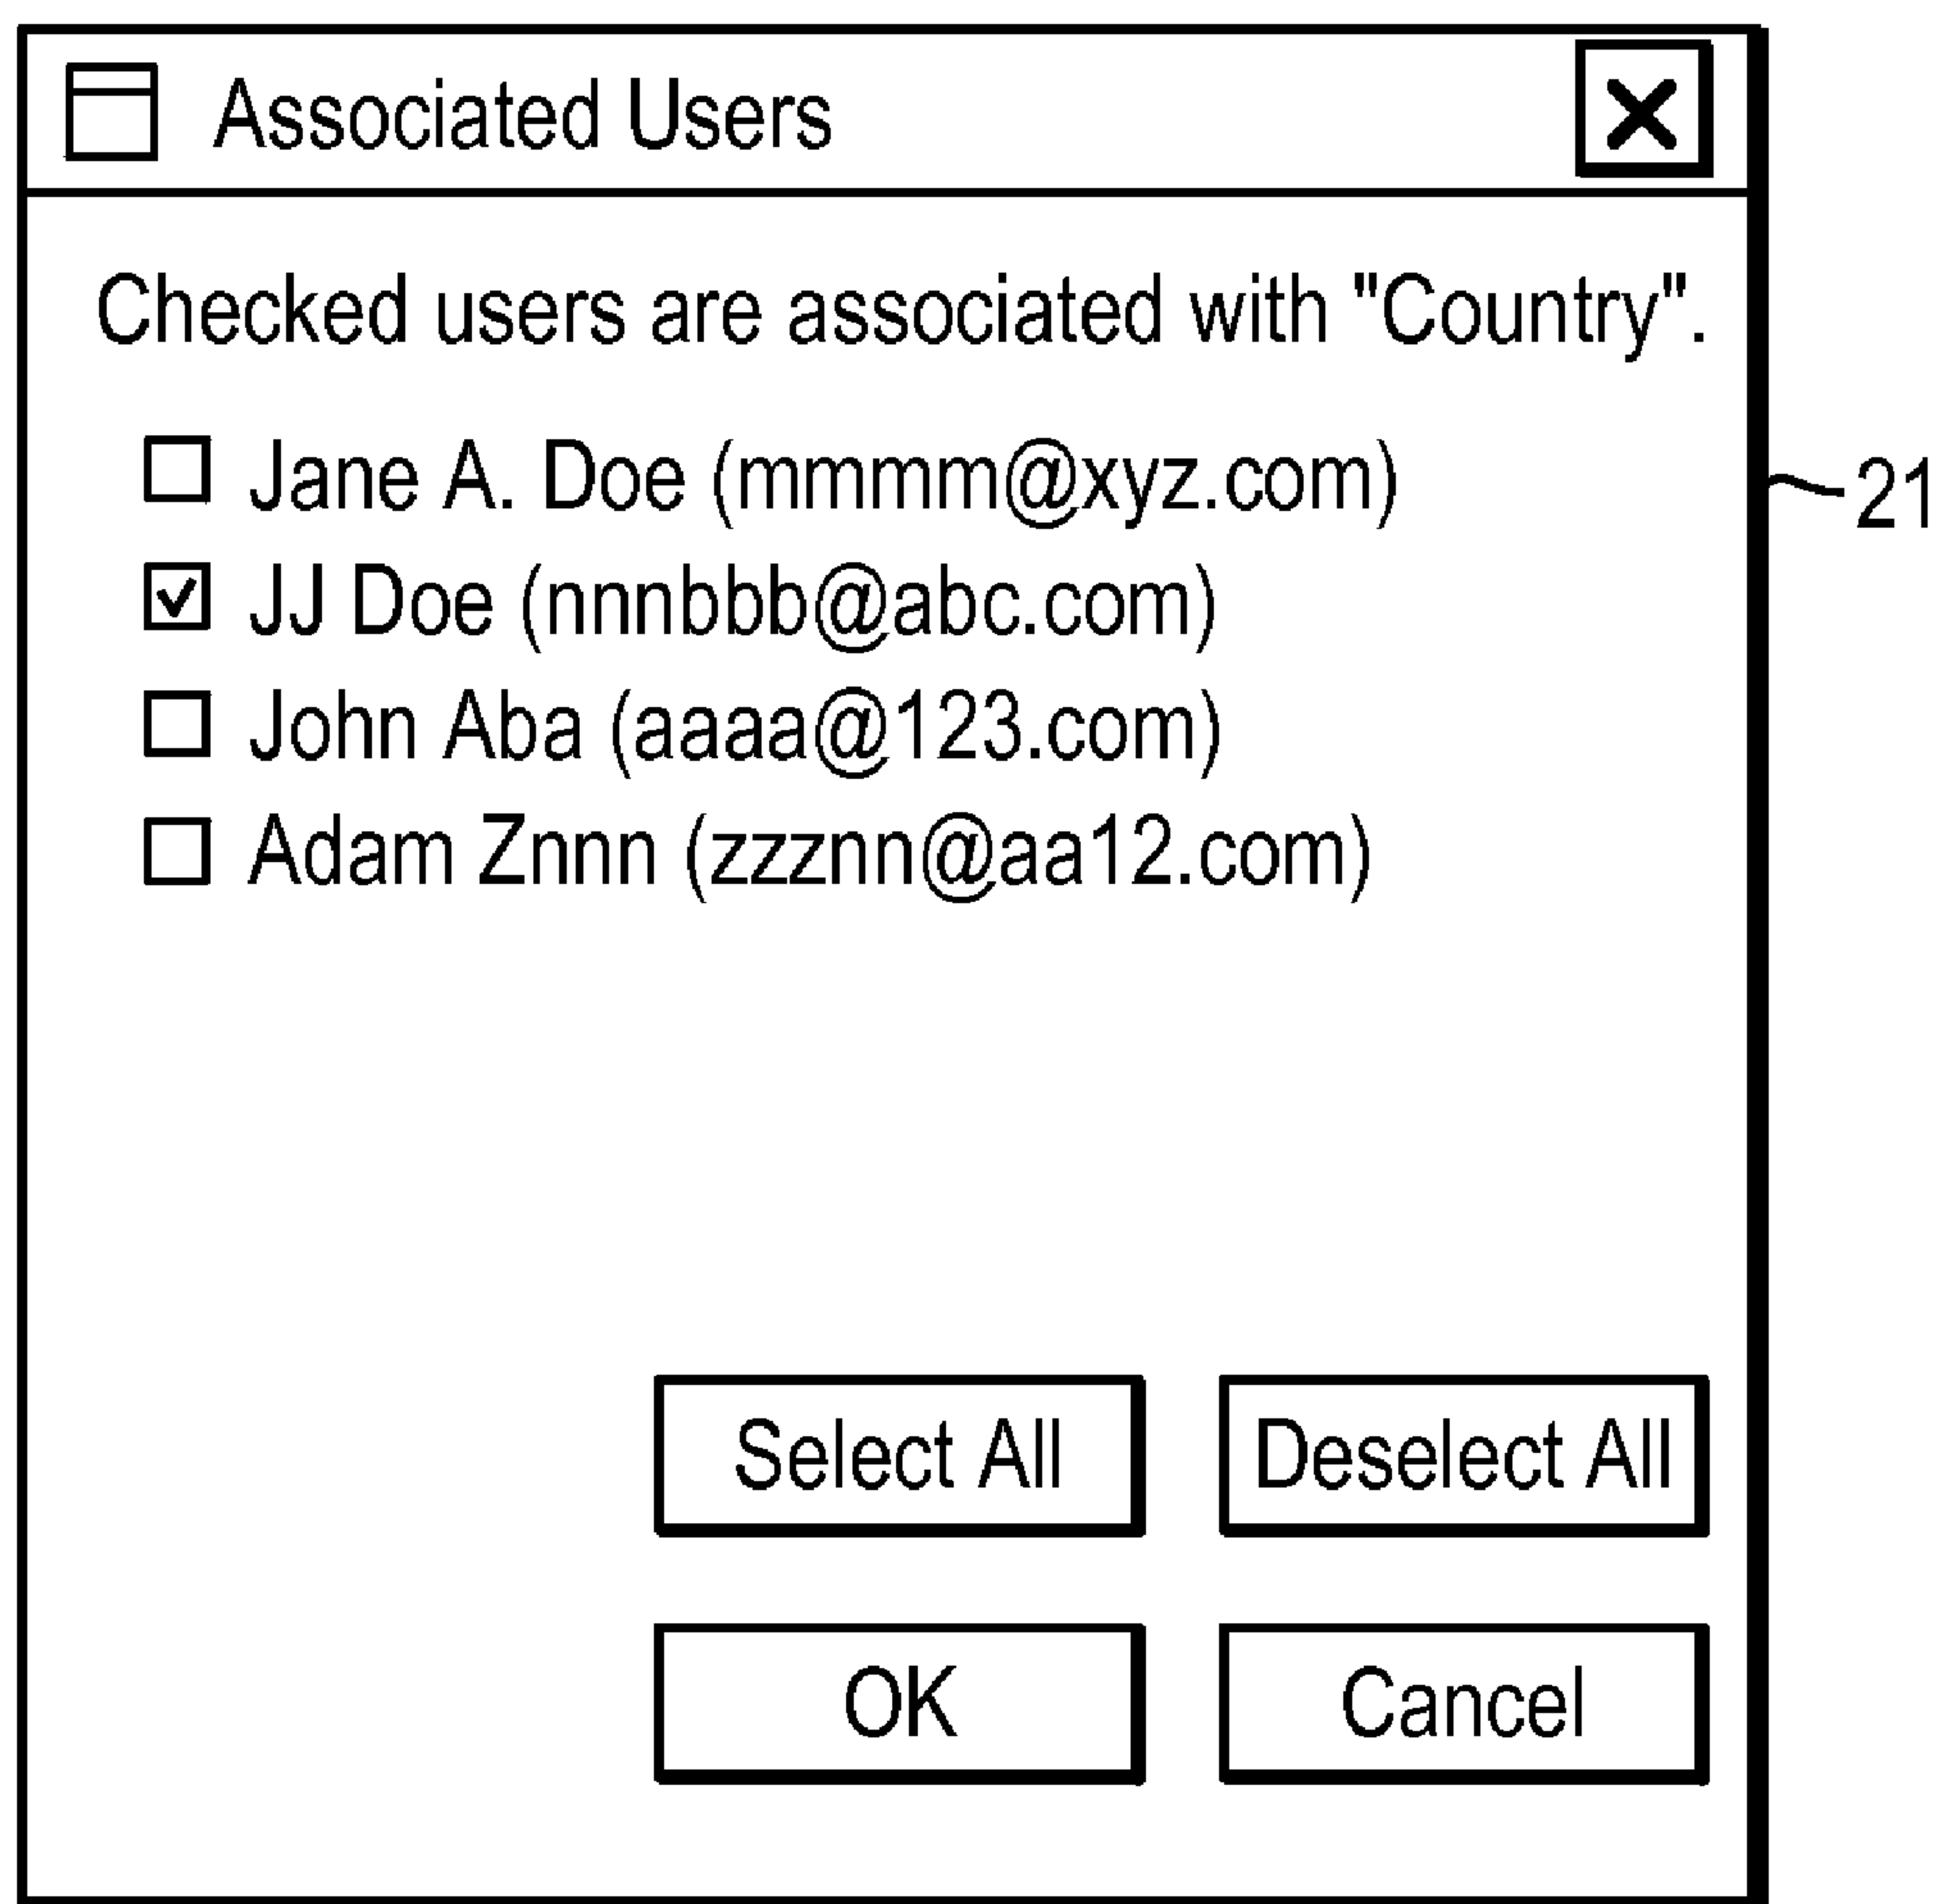 Associated Users
Checked users are associated with "Country".
Jane A. Doe (mmmm@xyz.com)
21
JJ Doe (nnnbbb@abc.com)
John Aba (aaaa@123.com)
Adam Znnn (zzznn@aa12.com)
Select All Deselect All
OK Cancel